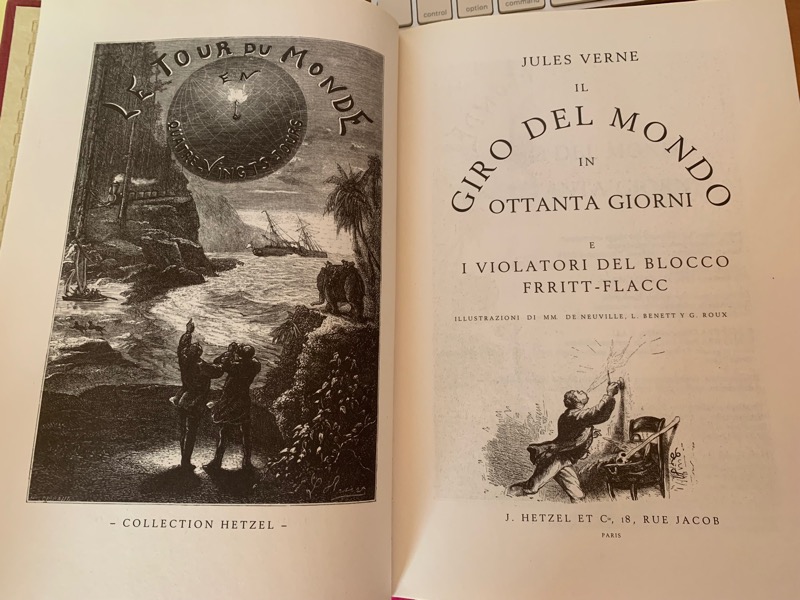 control
option
command
LE TOUR DU MONDE
EN
QUATRE-VINGTS JOURS
– COLLECTION HETZEL –
JULES VERNE
IL
GIRO DEL MONDO
IN
OTTANTA GIORNI
E
I VIOLATORI DEL BLOCCO
FRRITT-FLACC
ILLUSTRAZIONI DI MM DE NEUVILLE, L. BENETT Y G. ROUX
J. HETZEL ET Cie, 18, RUE JACOB
PARIS